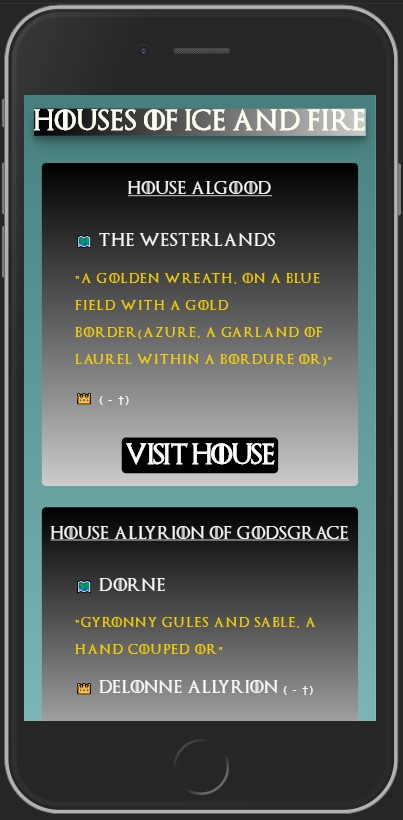 HOUSES OF ICE AND FIRE
HOUSE ALGOOD
THE WESTERLANDS
"A GOLDEN WREATH, ON A BLUE
FIELD WITH A GOLD
BORDER(AZURE, A GARLAND OF
LAUREL WITHIN A BORDURE OR)"
( - †)
VISIT HOUSE
HOUSE ALLYRION OF GODSGRACE
DORNE
"GYRONNY GULES AND SABLE, A
HAND COUPED OR"
DELONNE ALLYRION ( - †)